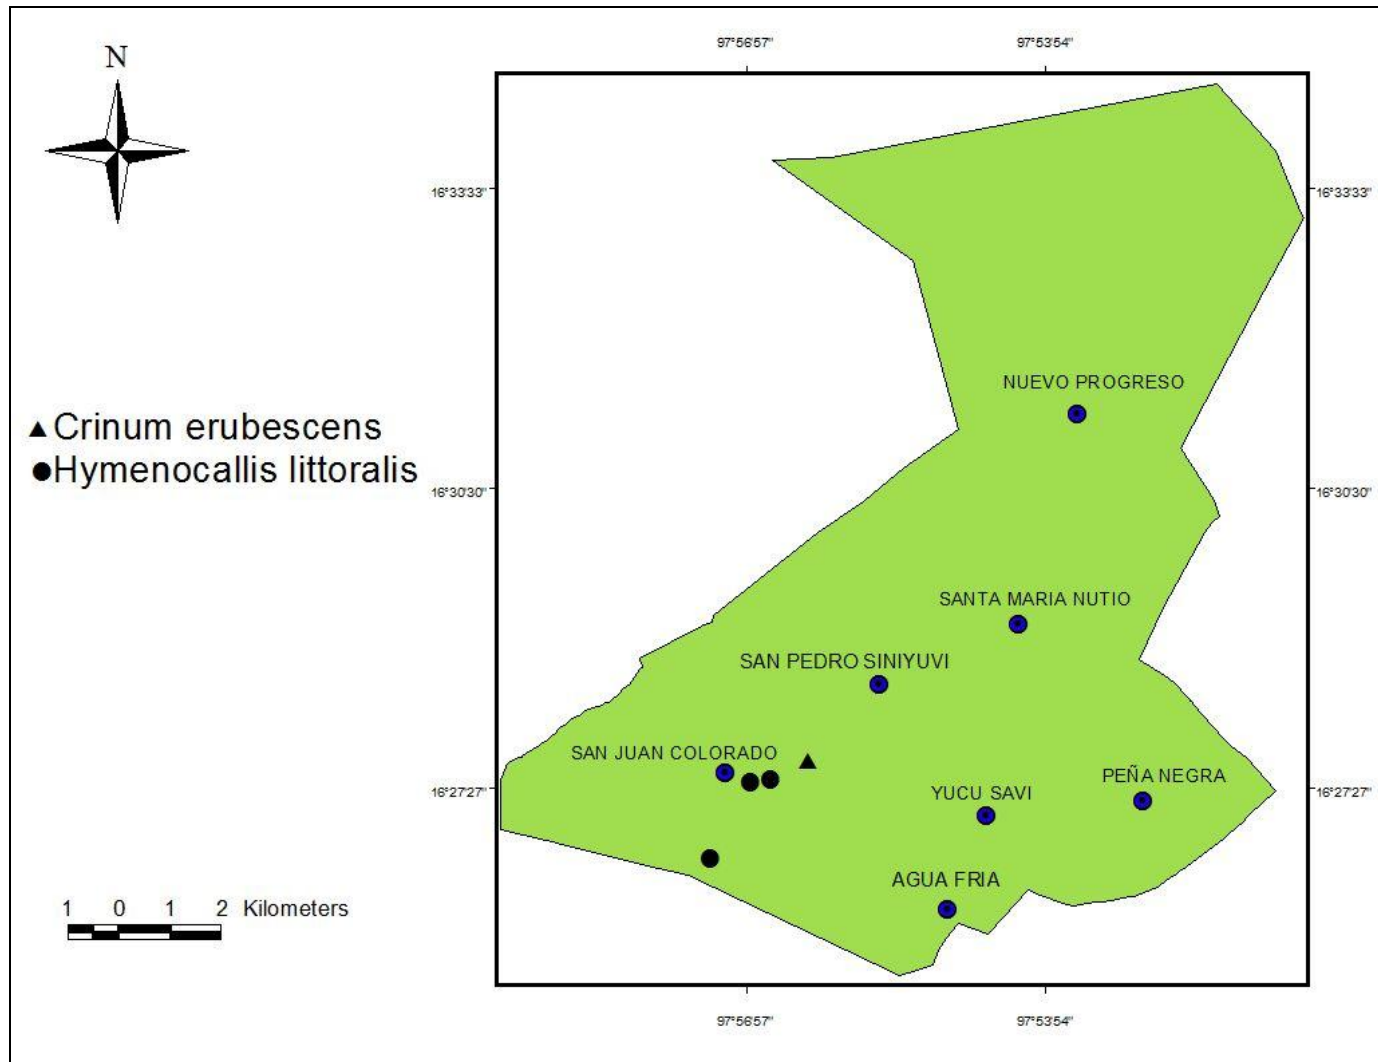 N
97°56'57" 97°53'54"
16°33'33" 16°33'33"
NUEVO PROGRESO
Crinum erubescens
Hymenocallis littoralis
16°30'30" 16°30'30"
SANTA MARIA NUTIO
SAN PEDRO SINIYUVI
SAN JUAN COLORADO
PEÑA NEGRA
16°27'27" 16°27'27"
YUCU SAVI
AGUA FRIA
1 0 1 2 Kilometers
97°56'57" 97°53'54"